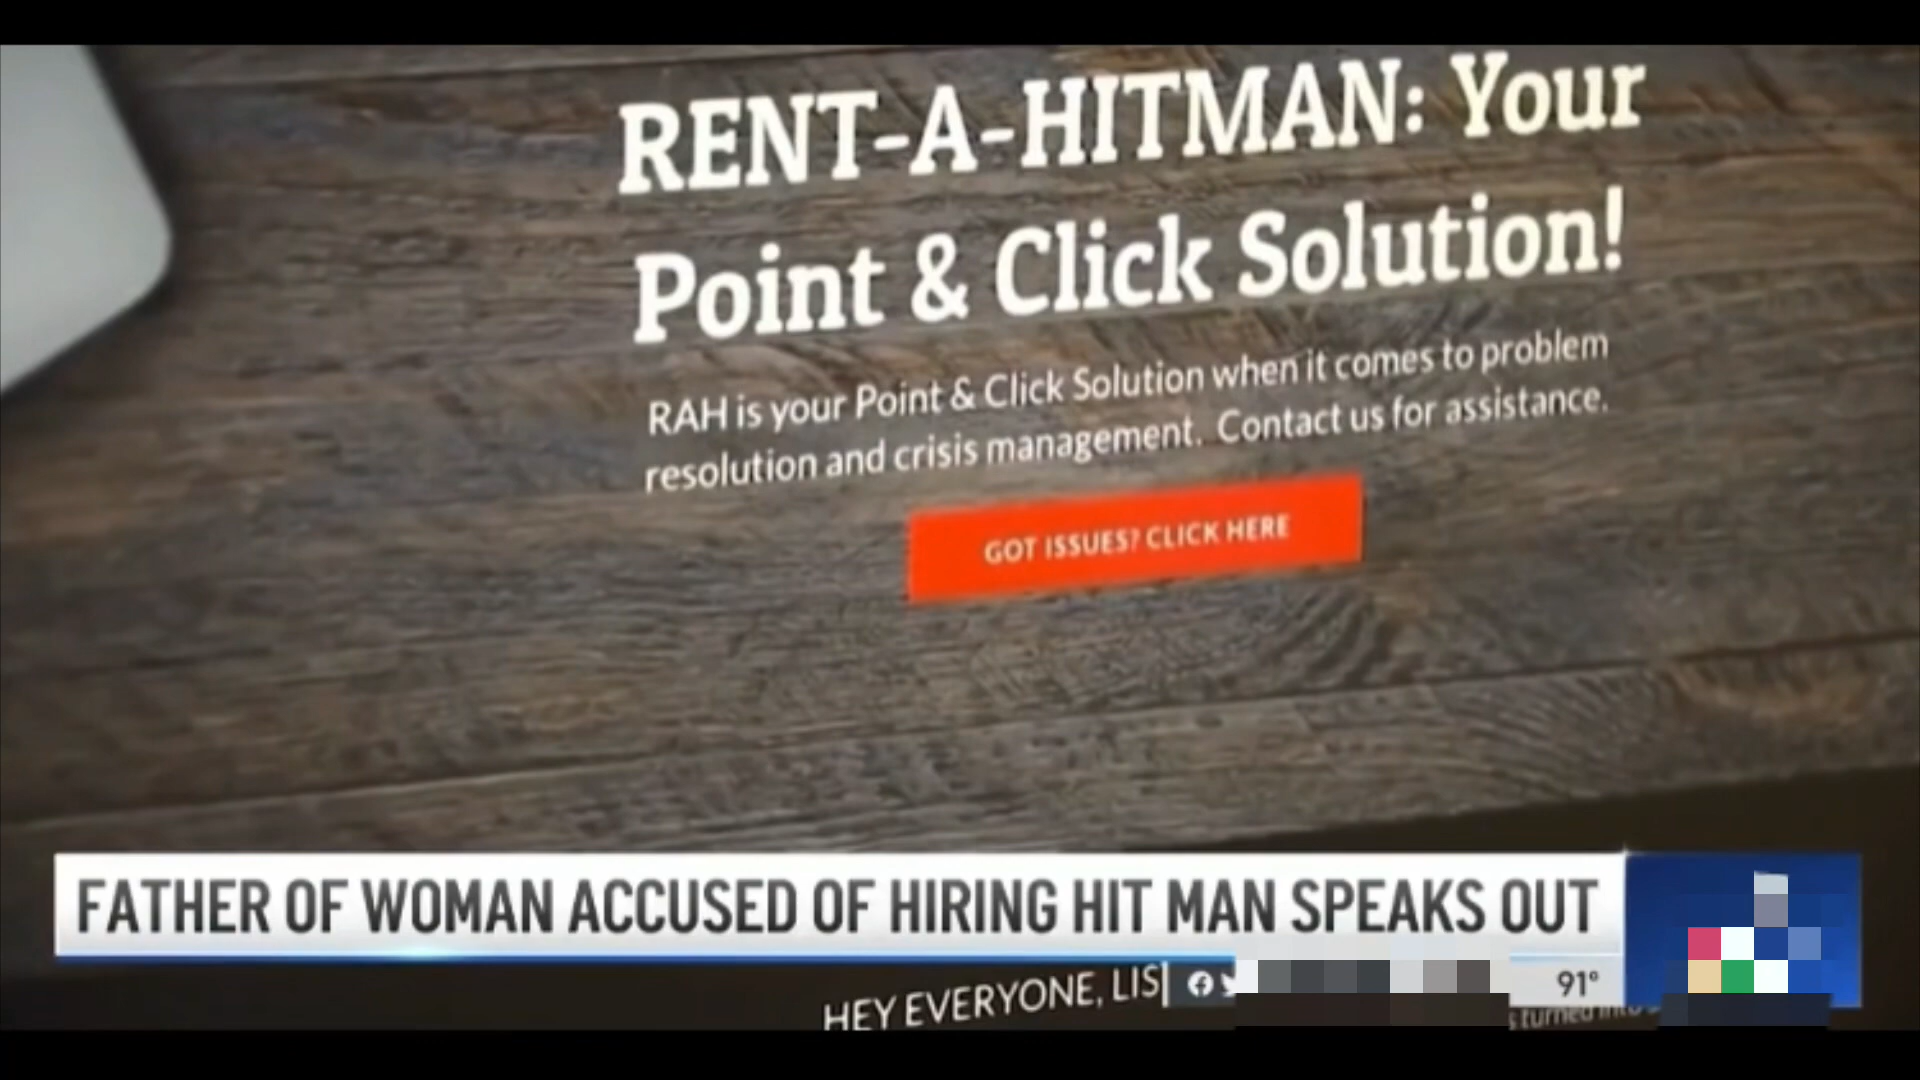 RENT-A-HITMAN: Your
Point & Click Solution!
RAH is your Point & Click Solution when it comes to problem
resolution and crisis management. Contact us for assistance.
GOT ISSUES? CLICK HERE
FATHER OF WOMAN ACCUSED OF HIRING HIT MAN SPEAKS OUT
HEY EVERYONE, LIS
91°
turned